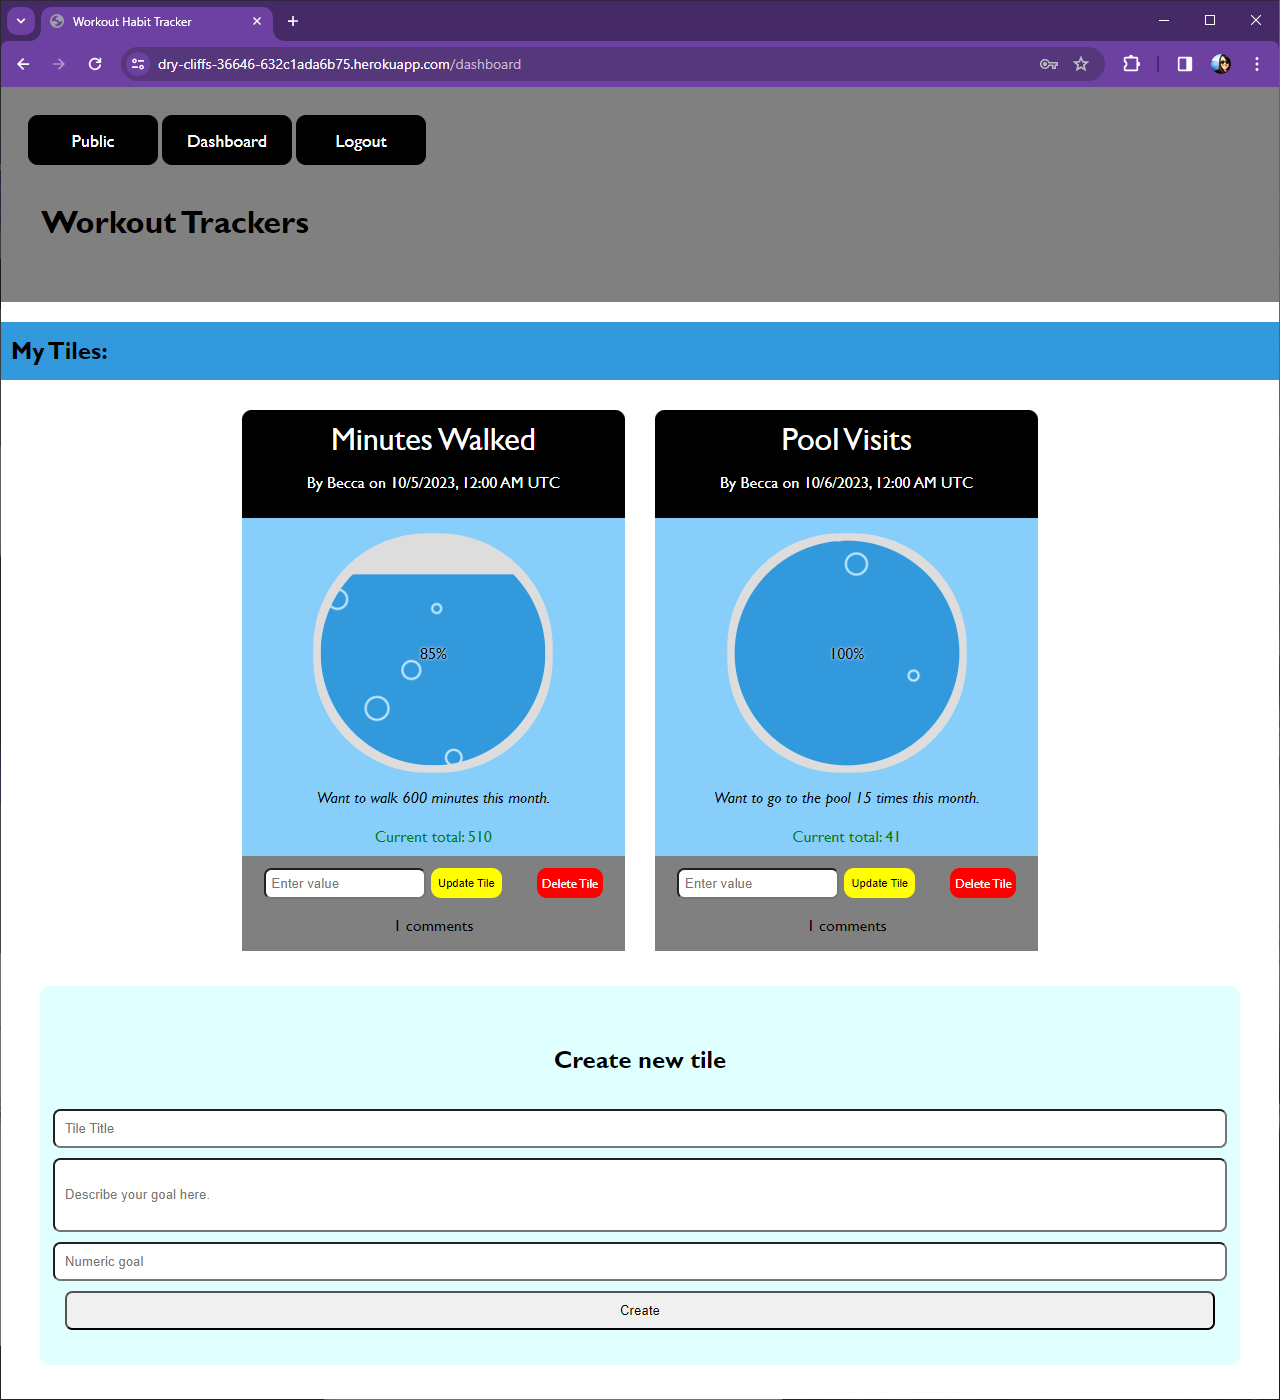 Workout Habit Tracker
dry-cliffs-36646-632c1ada6b75.herokuapp.com/dashboard
Public Dashboard Logout
Workout Trackers
My Tiles:
Minutes Walked
By Becca on 10/5/2023, 12:00 AM UTC
85%
Want to walk 600 minutes this month.
Current total: 510
Enter value Update Tile Delete Tile
1 comments
Pool Visits
By Becca on 10/6/2023, 12:00 AM UTC
100%
Want to go to the pool 15 times this month.
Current total: 41
Enter value Update Tile Delete Tile
1 comments
Create new tile
Tile Title
Describe your goal here.
Numeric goal
Create